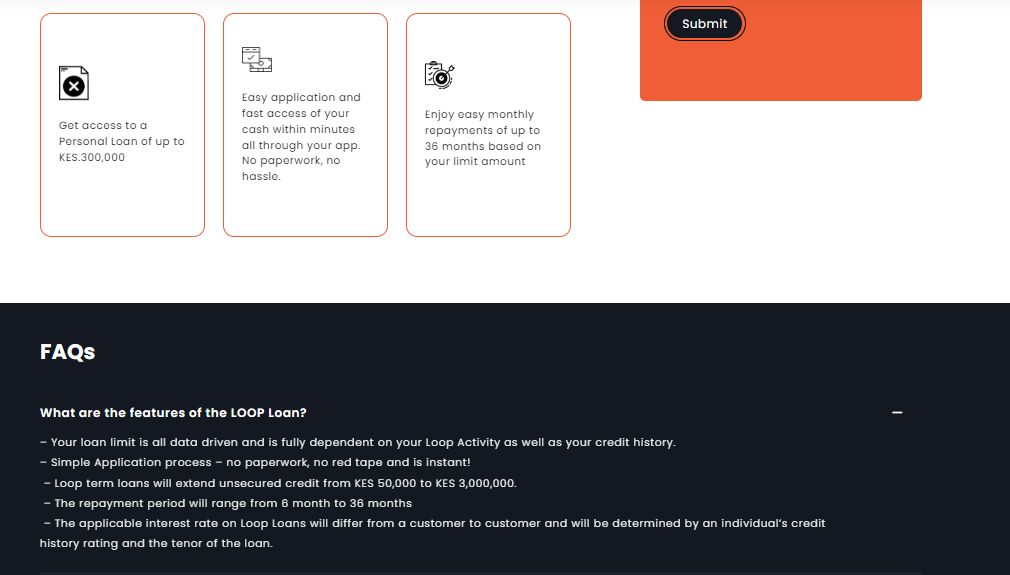 Submit
Get access to a
Personal Loan of up to
KES.300,000
Easy application and
fast access of your
cash within minutes
all through your app.
No paperwork, no
hassle.
Enjoy easy monthly
repayments of up to
36 months based on
your limit amount
FAQs
What are the features of the LOOP Loan?
– Your loan limit is all data driven and is fully dependent on your Loop Activity as well as your credit history.
– Simple Application process – no paperwork, no red tape and is instant!
– Loop term loans will extend unsecured credit from KES 50,000 to KES 3,000,000.
– The repayment period will range from 6 month to 36 months
– The applicable interest rate on Loop Loans will differ from a customer to customer and will be determined by an individual’s credit
history rating and the tenor of the loan.